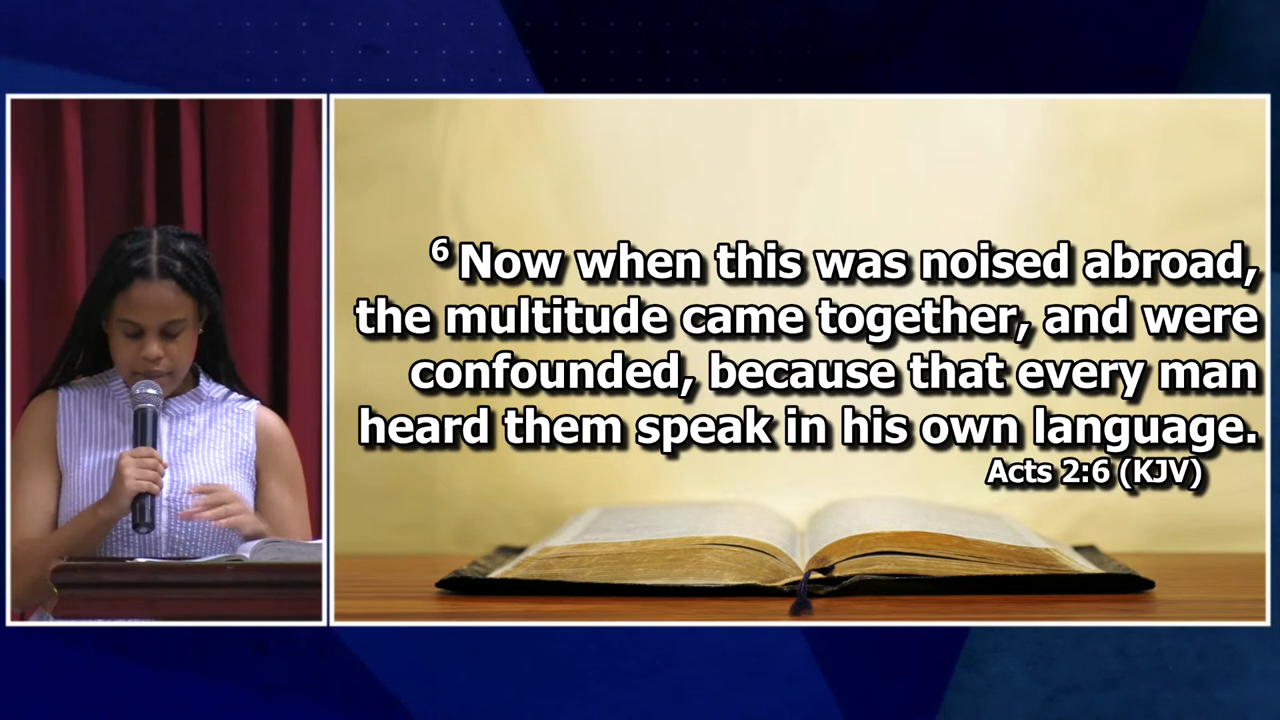 6 Now when this was noised abroad,
the multitude came together, and were
confounded, because that every man
heard them speak in his own language.
Acts 2:6 (KJV)